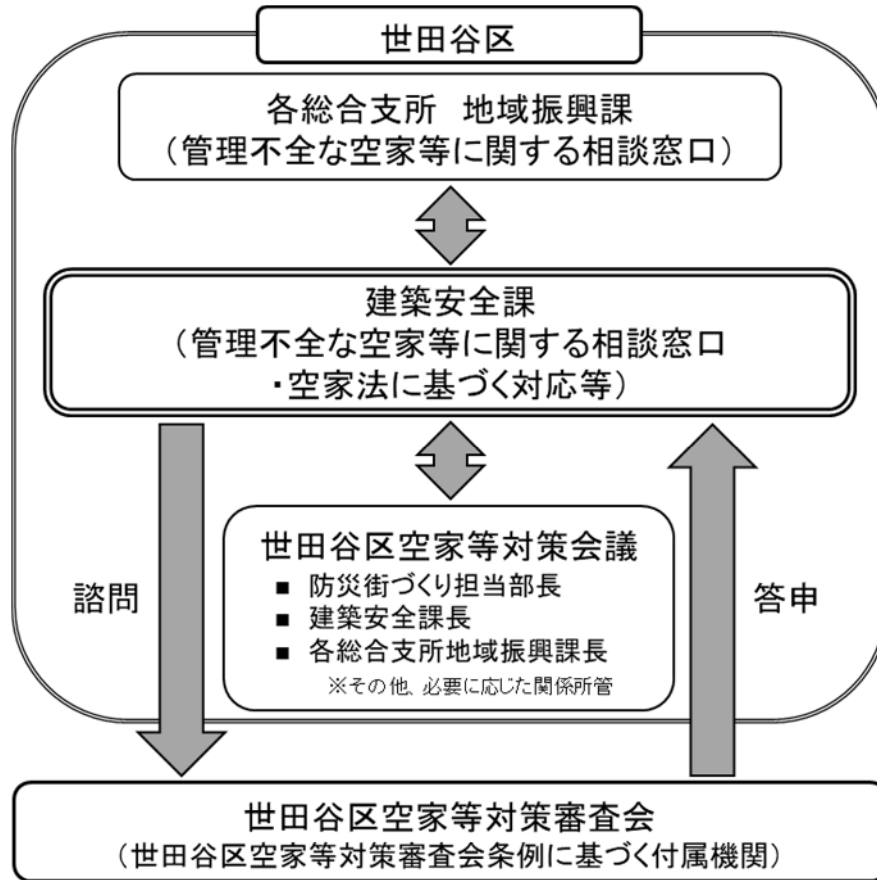 世田谷区
各総合支所　地域振興課
（管理不全な空家等に関する相談窓口）
建築安全課
（管理不全な空家等に関する相談窓口
・空家法に基づく対応等）
世田谷区空家等対策会議
■ 防災街づくり担当部長
■ 建築安全課長
■ 各総合支所地域振興課長
※その他、必要に応じた関係所管
諮問
答申
世田谷区空家等対策審査会
（世田谷区空家等対策審査会条例に基づく付属機関）